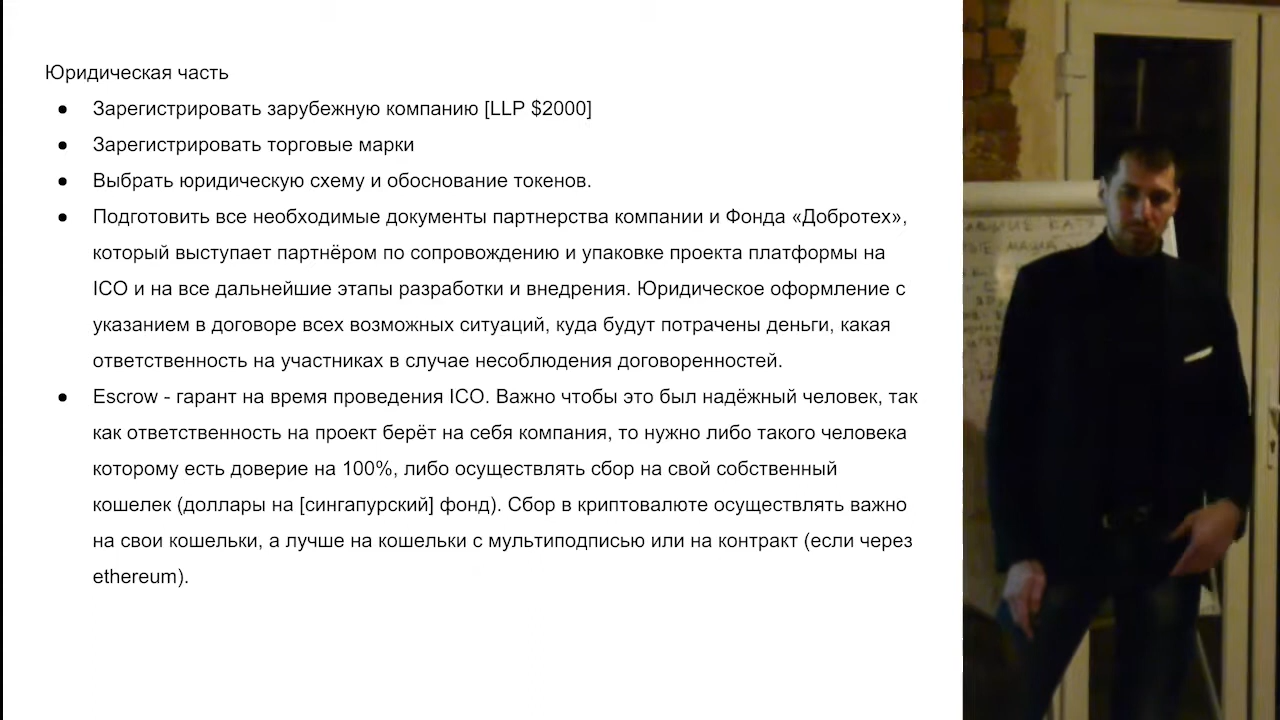 Юридическая часть
● Зарегистрировать зарубежную компанию [LLP $2000]
● Зарегистрировать торговые марки
● Выбрать юридическую схему и обоснование токенов.
● Подготовить все необходимые документы партнерства компании и Фонда «Добротех»,
который выступает партнёром по сопровождению и упаковке проекта платформы на
ICO и на все дальнейшие этапы разработки и внедрения. Юридическое оформление с
указанием в договоре всех возможных ситуаций, куда будут потрачены деньги, какая
ответственность на участниках в случае несоблюдения договоренностей.
● Escrow - гарант на время проведения ICO. Важно чтобы это был надёжный человек, так
как ответственность на проект берёт на себя компания, то нужно либо такого человека
которому есть доверие на 100%, либо осуществлять сбор на свой собственный
кошелек (доллары на [сингапурский] фонд). Сбор в криптовалюте осуществлять важно
на свои кошельки, а лучше на кошельки с мультиподписью или на контракт (если через
ethereum).